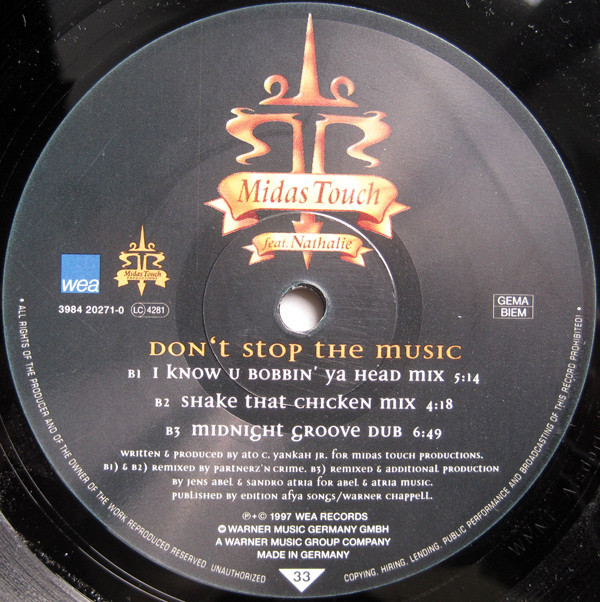 Midas Touch
feat. Nathalie
wea
Midas Touch
PRODUCTIONS
3984 20271-0
LC 4281
GEMA
BIEM
DON't STOP THE MUSIC
B1 I KNOW U BOBBIN' YA HEAD MIX 5:14
B2 SHAKE THAT CHICKEN MIX 4:18
B3 MIDNIGHT GROOVE DUB 6:49
WRITTEN & PRODUCED BY ATO C. YANKAH JR. FOR MIDAS TOUCH PRODUCTIONS.
B1) & B2) REMIXED BY PARTNERZ'N CRIME. B3) REMIXED & ADDITIONAL PRODUCTION
BY JENS ABEL & SANDRO ATRIA FOR ABEL & ATRIA MUSIC.
PUBLISHED BY EDITION AFYA SONGS/WARNER CHAPPELL.
℗ + © 1997 WEA RECORDS
© WARNER MUSIC GERMANY GMBH
A WARNER MUSIC GROUP COMPANY
MADE IN GERMANY
33
• ALL RIGHTS OF THE PRODUCER AND OF THE OWNER OF THE WORK REPRODUCED RESERVED. UNAUTHORIZED COPYING, HIRING, LENDING, PUBLIC PERFORMANCE AND BROADCASTING OF THIS RECORD PROHIBITED! •